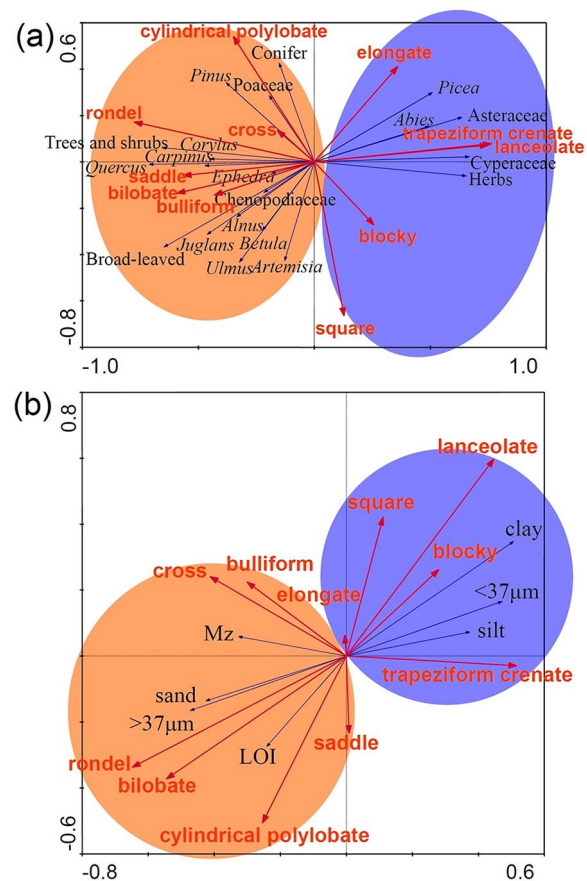 (a)
0.6
cylindrical polylobate
Conifer
elongate
Pinus
Poaceae
Picea
rondel
cross
Abies
Asteraceae
trapeziform crenate
Trees and shrubs
Corylus
lanceolate
Carpinus
Quercus
Cyperaceae
saddle
Ephedra
Herbs
bilobate
Chenopodiaceae
bulliform
Alnus
blocky
Juglans
Betula
Broad-leaved
Ulmus
Artemisia
square
-0.8
-1.0
1.0
(b)
0.8
lanceolate
square
clay
blocky
cross
bulliform
elongate
<37μm
Mz
silt
trapeziform crenate
sand
>37μm
saddle
LOI
rondel
bilobate
cylindrical polylobate
-0.6
-0.8
0.6